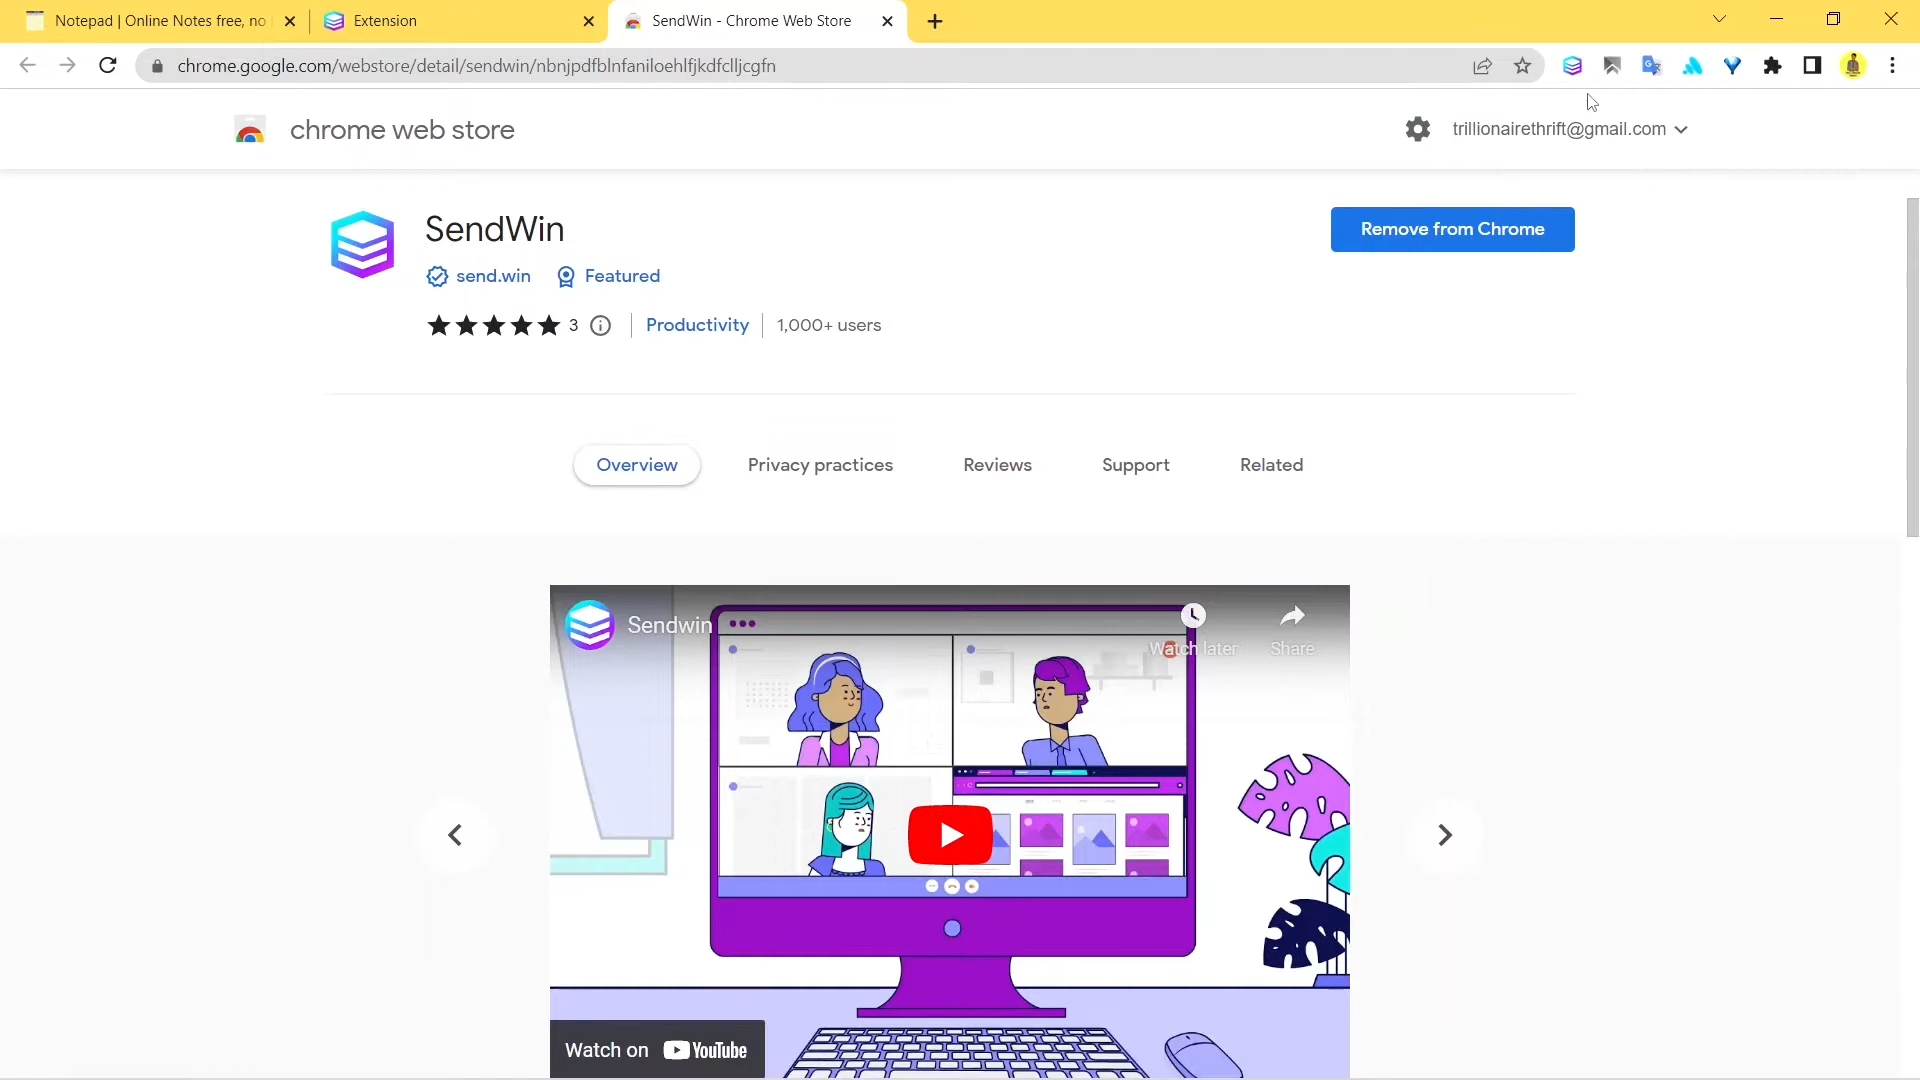 Notepad | Online Notes free, no
Extension
SendWin - Chrome Web Store
chrome.google.com/webstore/detail/sendwin/nbnjpdfblnfaniloehlfjkdfclljcgfn
chrome web store
trillionairethrift@gmail.com
SendWin
Remove from Chrome
send.win
Featured
3
Productivity
1,000+ users
Overview
Privacy practices
Reviews
Support
Related
Sendwin
Watch later
Share
Watch on YouTube